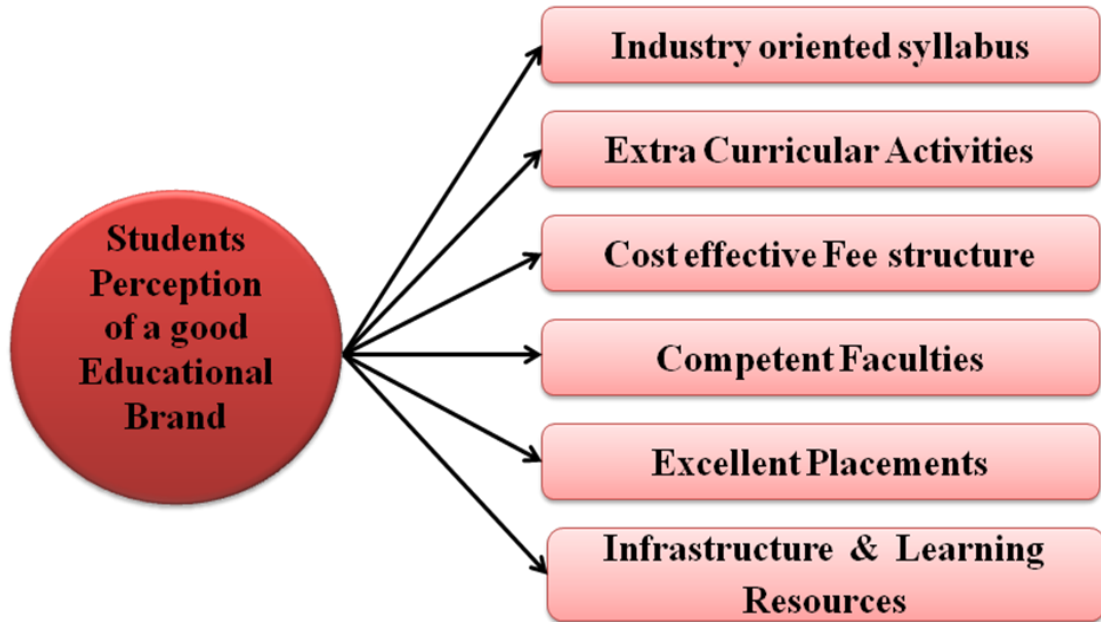 Students
Perception
of a good
Educational
Brand
Industry oriented syllabus
Extra Curricular Activities
Cost effective Fee structure
Competent Faculties
Excellent Placements
Infrastructure & Learning
Resources